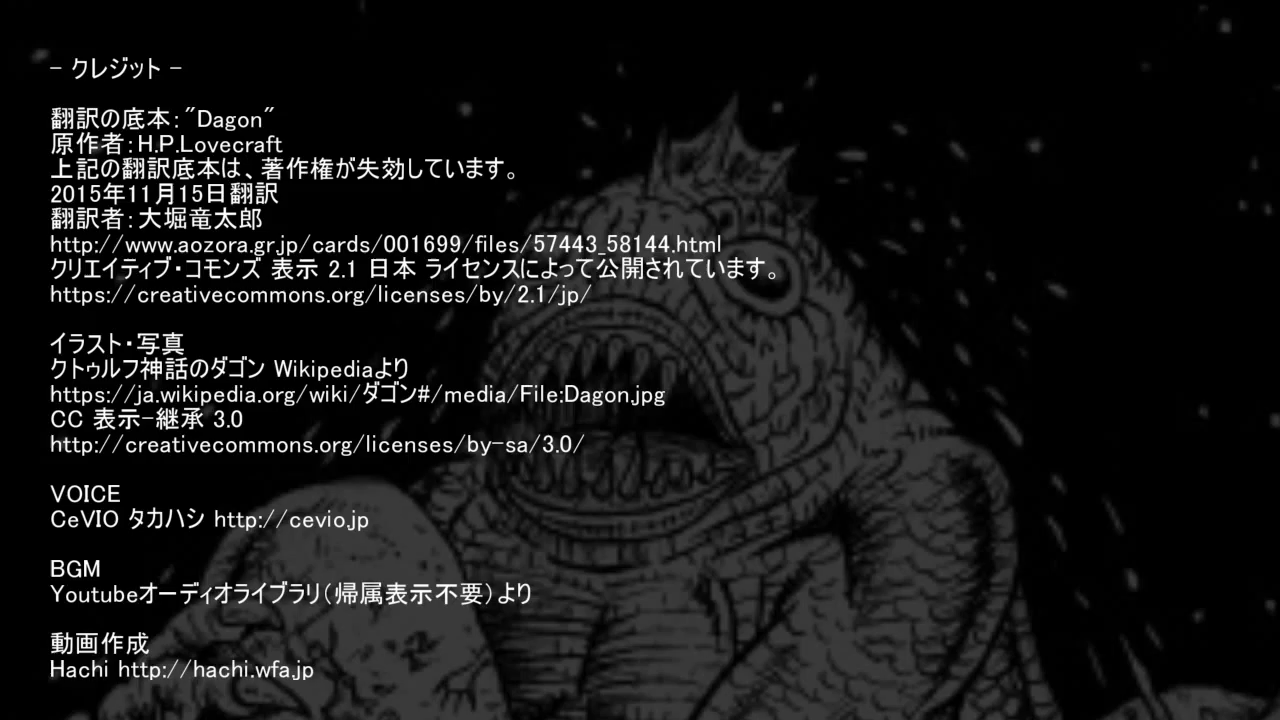 - クレジット -
翻訳の底本："Dagon"
原作者：H.P.Lovecraft
上記の翻訳底本は、著作権が失効しています。
2015年11月15日翻訳
翻訳者：大堀竜太郎
http://www.aozora.gr.jp/cards/001699/files/57443_58144.html
クリエイティブ・コモンズ 表示 2.1 日本 ライセンスによって公開されています。
https://creativecommons.org/licenses/by/2.1/jp/
イラスト・写真
クトゥルフ神話のダゴン Wikipediaより
https://ja.wikipedia.org/wiki/ダゴン#/media/File:Dagon.jpg
CC 表示-継承 3.0
http://creativecommons.org/licenses/by-sa/3.0/
VOICE
CeVIO タカハシ http://cevio.jp
BGM
Youtubeオーディオライブラリ（帰属表示不要）より
動画作成
Hachi http://hachi.wfa.jp